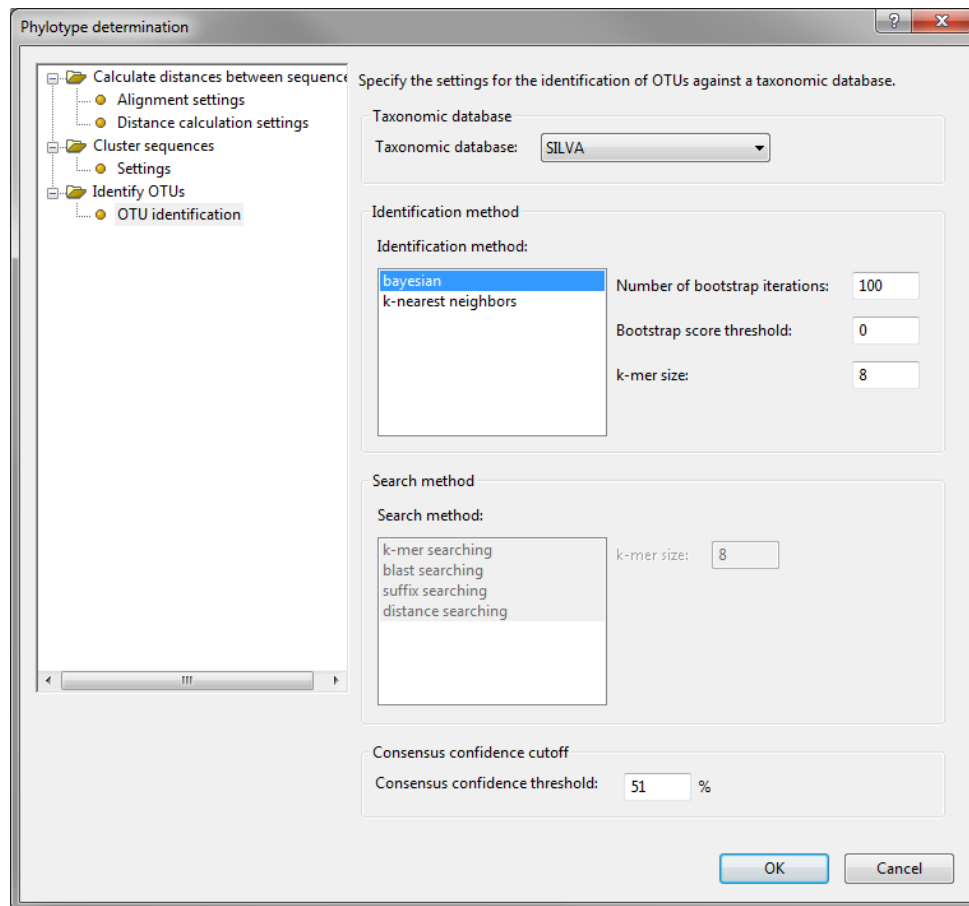 Phylotype determination
Calculate distances between sequence
Alignment settings
Distance calculation settings
Cluster sequences
Settings
Identify OTUs
OTU identification
Specify the settings for the identification of OTUs against a taxonomic database.
Taxonomic database
Taxonomic database: SILVA
Identification method
Identification method:
bayesian
k-nearest neighbors
Number of bootstrap iterations: 100
Bootstrap score threshold: 0
k-mer size: 8
Search method
Search method:
k-mer searching
blast searching
suffix searching
distance searching
k-mer size: 8
Consensus confidence cutoff
Consensus confidence threshold: 51 %
OK Cancel